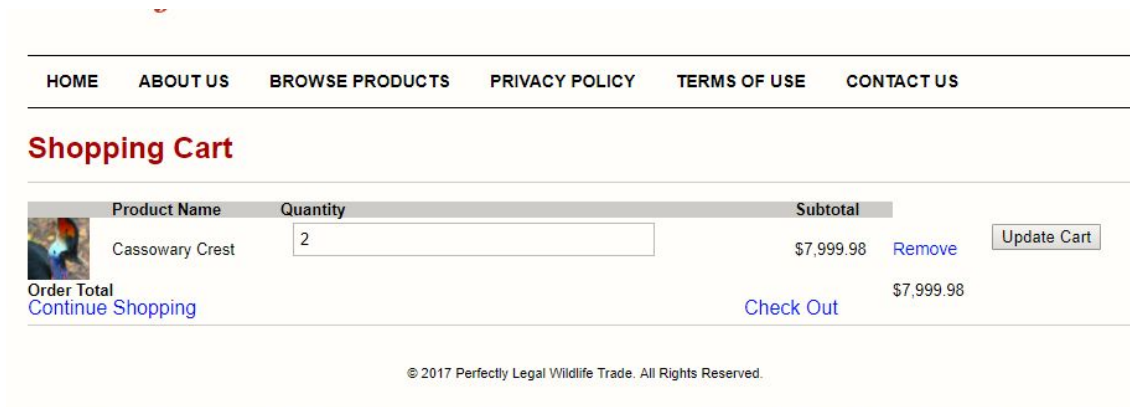 HOME ABOUT US BROWSE PRODUCTS PRIVACY POLICY TERMS OF USE CONTACT US
Shopping Cart
Product Name Quantity Subtotal
Cassowary Crest 2 $7,999.98 Remove Update Cart
Order Total $7,999.98
Continue Shopping Check Out
© 2017 Perfectly Legal Wildlife Trade. All Rights Reserved.